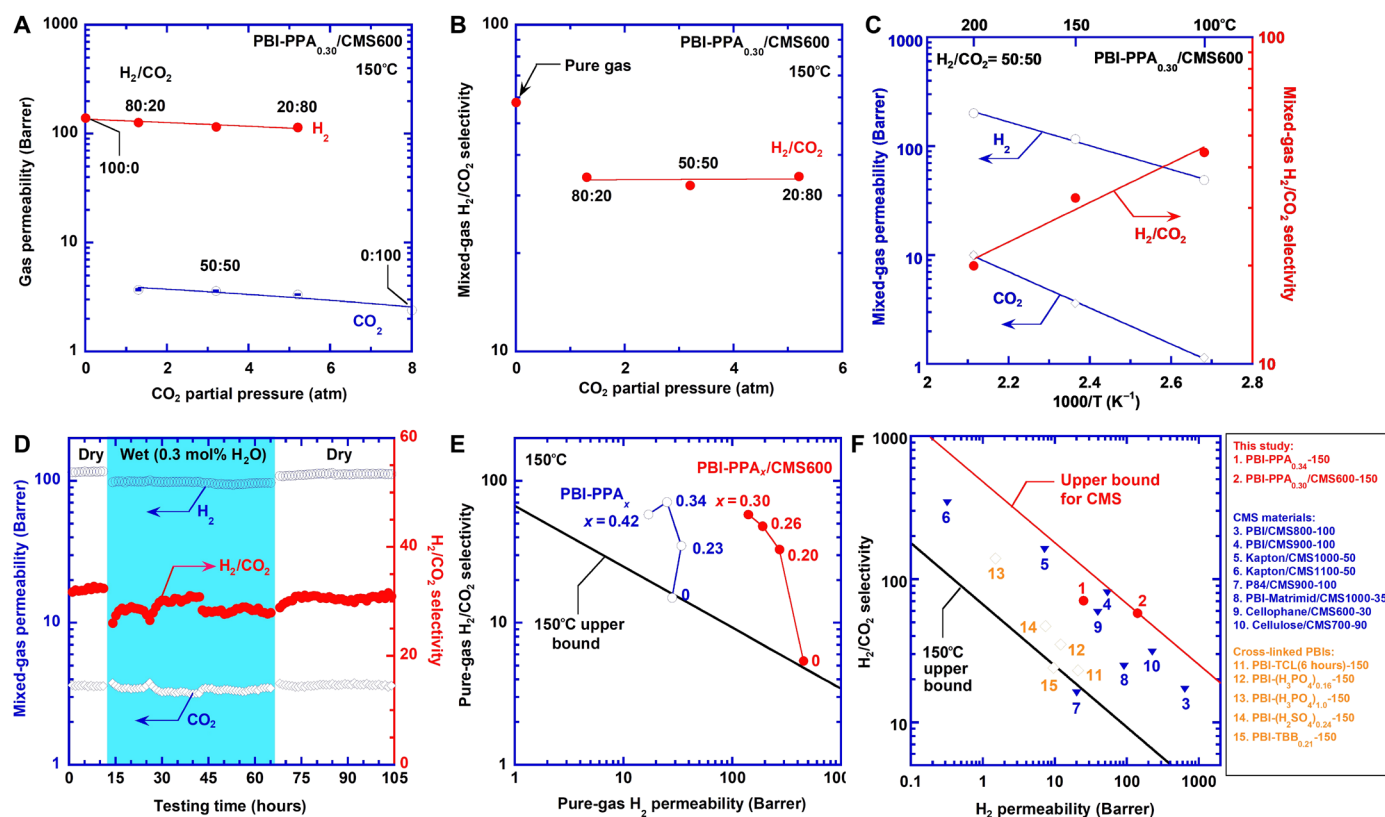 A
1000
100
10
1
Gas permeability (Barrer)
PBI-PPA0.30/CMS600
150°C
H2/CO2
80:20
20:80
H2
100:0
50:50
0:100
CO2
0 2 4 6 8
CO2 partial pressure (atm)
B
100
10
Mixed-gas H2/CO2 selectivity
PBI-PPA0.30/CMS600
150°C
Pure gas
H2/CO2
50:50
80:20
20:80
0 1 2 3 4 5 6
CO2 partial pressure (atm)
C
200 150 100°C
1000
100
10
1
Mixed-gas permeability (Barrer)
H2/CO2= 50:50
PBI-PPA0.30/CMS600
H2
H2/CO2
CO2
100
10
Mixed-gas H2/CO2 selectivity
2 2.2 2.4 2.6 2.8
1000/T (K−1)
D
Dry
Wet (0.3 mol% H2O)
Dry
100
10
1
Mixed-gas permeability (Barrer)
H2
H2/CO2
CO2
60
45
30
15
0
H2/CO2 selectivity
0 15 30 45 60 75 90 105
Testing time (hours)
E
100
10
1
Pure-gas H2/CO2 selectivity
150°C
PBI-PPAx/CMS600
PBI-PPAx
0.34
x = 0.42
x = 0.30
0.26
0.23
0.20
0
0
150°C upper
bound
1 10 100 1000
Pure-gas H2 permeability (Barrer)
F
1000
100
10
H2/CO2 selectivity
Upper bound
for CMS
6
5
13
1
4
2
9
14
12
10
11
8
15
7
3
150°C
upper
bound
0.1 1 10 100 1000
H2 permeability (Barrer)
This study:
1. PBI-PPA0.34-150
2. PBI-PPA0.30/CMS600-150
CMS materials:
3. PBI/CMS800-100
4. PBI/CMS900-100
5. Kapton/CMS1000-50
6. Kapton/CMS1100-50
7. P84/CMS900-100
8. PBI-Matrimid/CMS1000-35
9. Cellophane/CMS600-30
10. Cellulose/CMS700-90
Cross-linked PBIs:
11. PBI-TCL(6 hours)-150
12. PBI-(H3PO4)0.16-150
13. PBI-(H3PO4)1.0-150
14. PBI-(H2SO4)0.24-150
15. PBI-TBB0.21-150